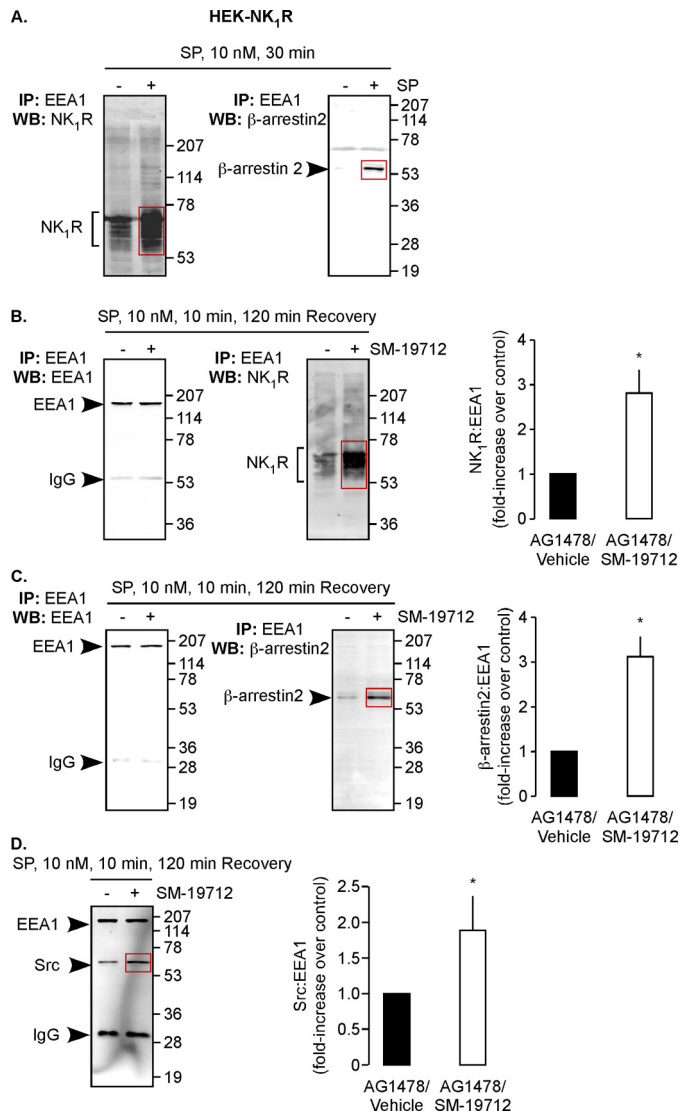 A.
HEK-NK1R
SP, 10 nM, 30 min
- + SP
IP: EEA1
WB: NK1R
207
114
78
53
NK1R
IP: EEA1
WB: β-arrestin2
β-arrestin 2
207
114
78
53
36
28
19
B.
SP, 10 nM, 10 min, 120 min Recovery
- +
IP: EEA1
WB: EEA1
EEA1
IgG
207
114
78
53
36
- + SM-19712
IP: EEA1
WB: NK1R
NK1R
207
114
78
53
36
NK1R:EEA1
(fold-increase over control)
4
3
2
1
0
*
AG1478/
Vehicle
AG1478/
SM-19712
C.
SP, 10 nM, 10 min, 120 min Recovery
IP: EEA1
WB: EEA1
- +
EEA1
IgG
207
114
78
53
36
28
19
- + SM-19712
IP: EEA1
WB: β-arrestin2
β-arrestin2
207
114
78
53
36
28
19
β-arrestin2:EEA1
(fold-increase over control)
4
3
2
1
0
*
AG1478/
Vehicle
AG1478/
SM-19712
D.
SP, 10 nM, 10 min, 120 min Recovery
- + SM-19712
EEA1
Src
IgG
207
114
78
53
36
28
19
Src:EEA1
(fold-increase over control)
2.5
2.0
1.0
0.5
0
*
AG1478/
Vehicle
AG1478/
SM-19712